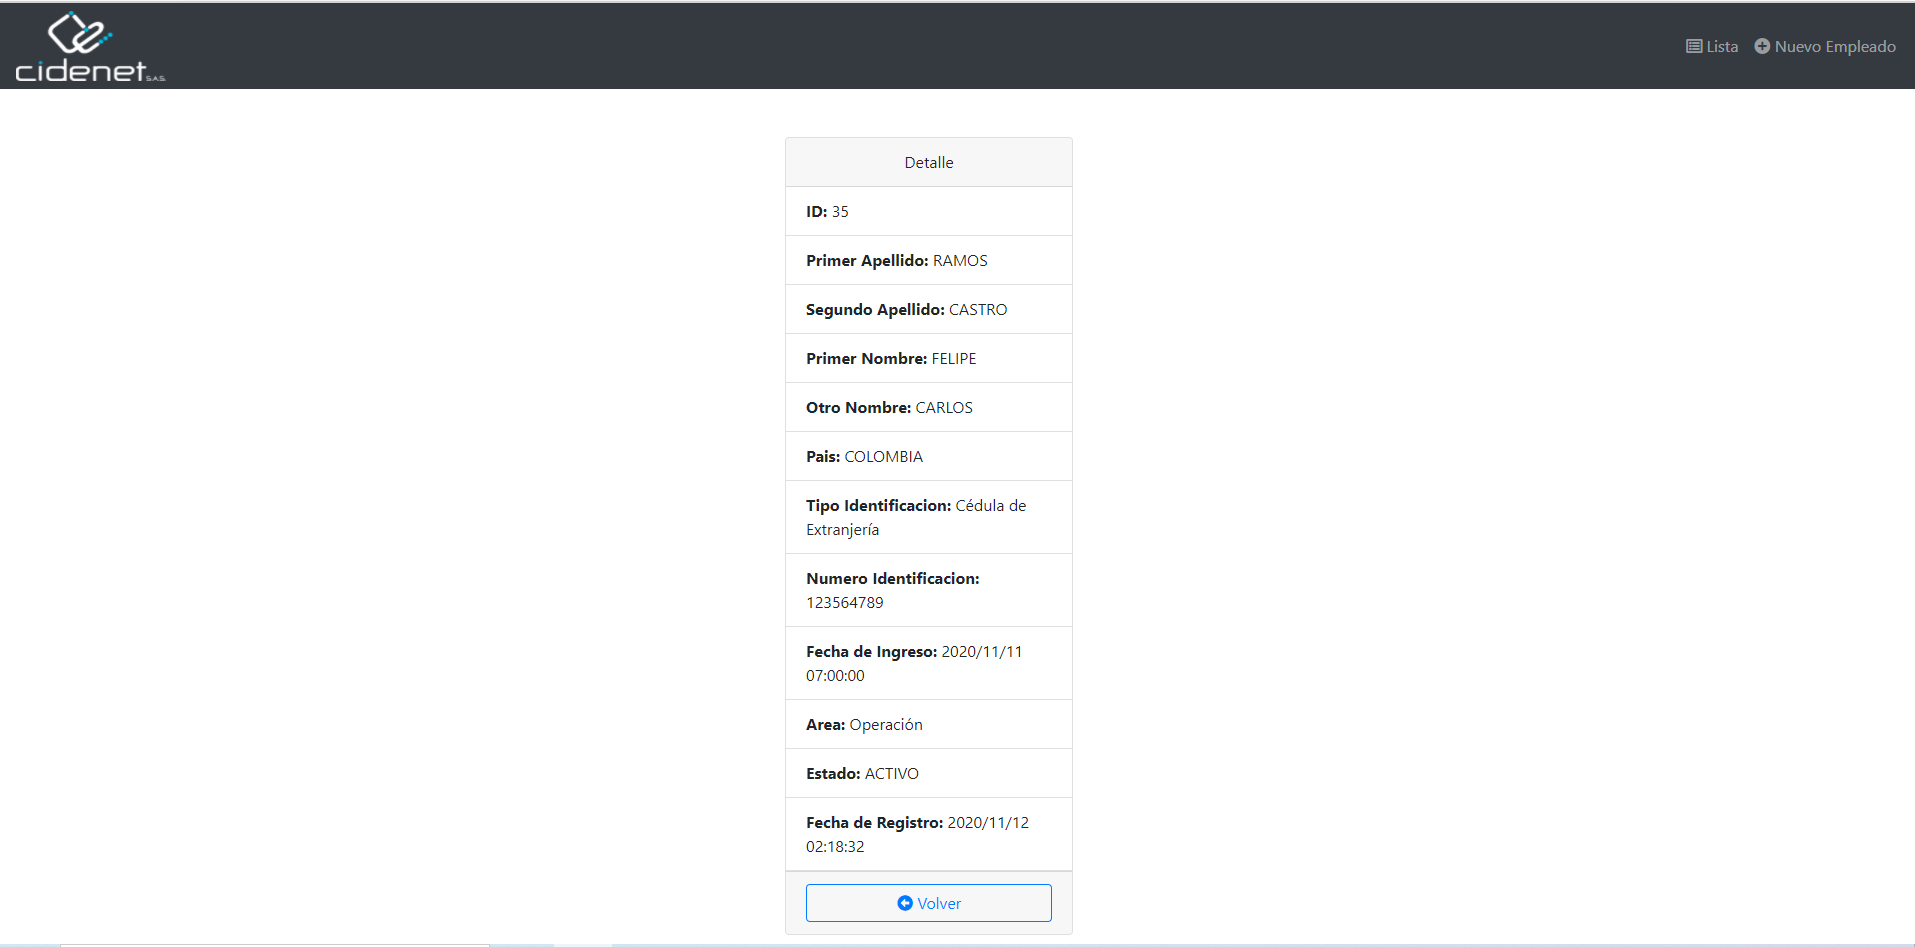 cidenet S.A.S.
Lista Nuevo Empleado
Detalle
ID: 35
Primer Apellido: RAMOS
Segundo Apellido: CASTRO
Primer Nombre: FELIPE
Otro Nombre: CARLOS
Pais: COLOMBIA
Tipo Identificacion: Cédula de
Extranjería
Numero Identificacion:
123564789
Fecha de Ingreso: 2020/11/11
07:00:00
Area: Operación
Estado: ACTIVO
Fecha de Registro: 2020/11/12
02:18:32
Volver